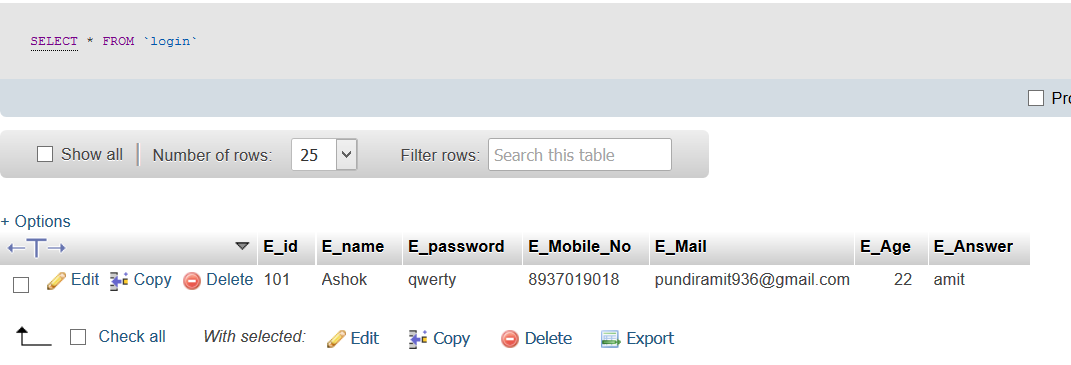 SELECT * FROM `login`
Pro
Show all Number of rows: 25 Filter rows: Search this table
+ Options
E_id E_name E_password E_Mobile_No E_Mail E_Age E_Answer
Edit Copy Delete 101 Ashok qwerty 8937019018 pundiramit936@gmail.com 22 amit
Check all With selected: Edit Copy Delete Export